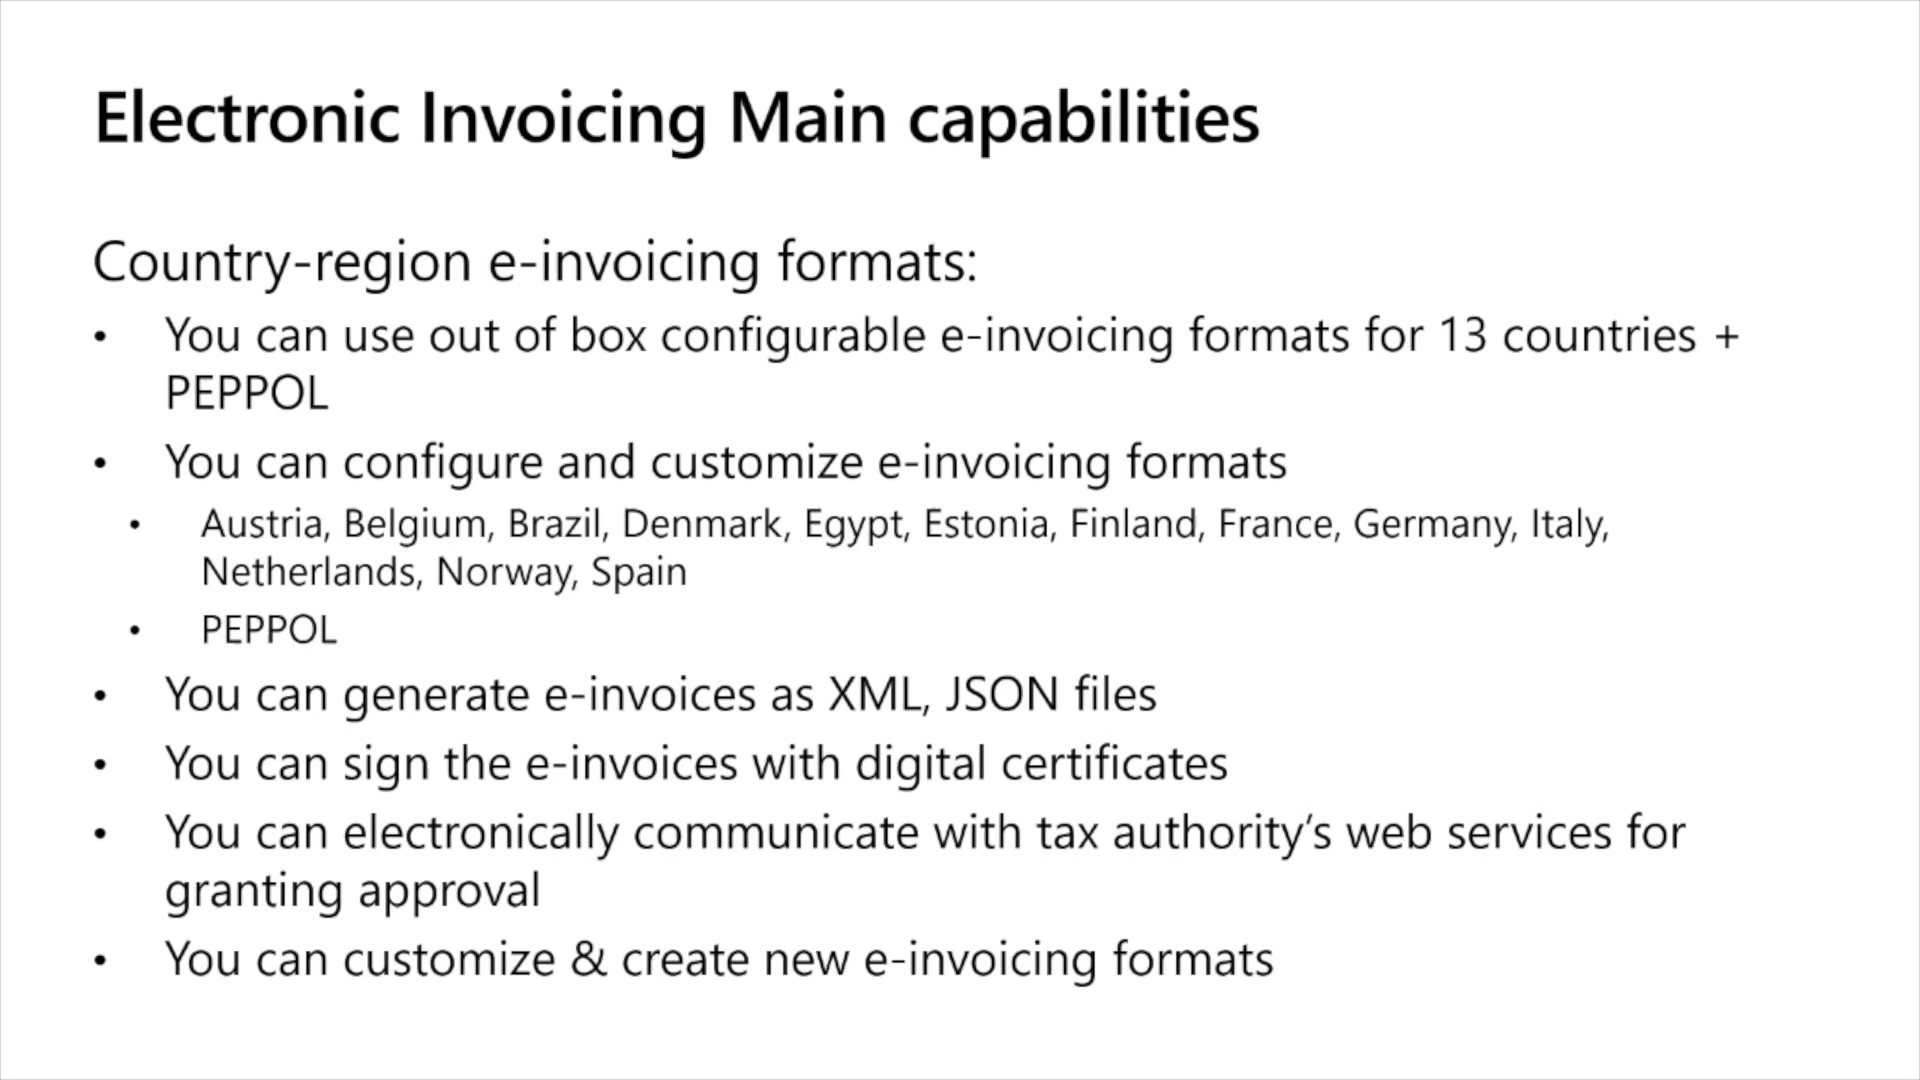 Electronic Invoicing Main capabilities
Country-region e-invoicing formats:
• You can use out of box configurable e-invoicing formats for 13 countries +
PEPPOL
• You can configure and customize e-invoicing formats
• Austria, Belgium, Brazil, Denmark, Egypt, Estonia, Finland, France, Germany, Italy,
Netherlands, Norway, Spain
• PEPPOL
• You can generate e-invoices as XML, JSON files
• You can sign the e-invoices with digital certificates
• You can electronically communicate with tax authority’s web services for
granting approval
• You can customize & create new e-invoicing formats